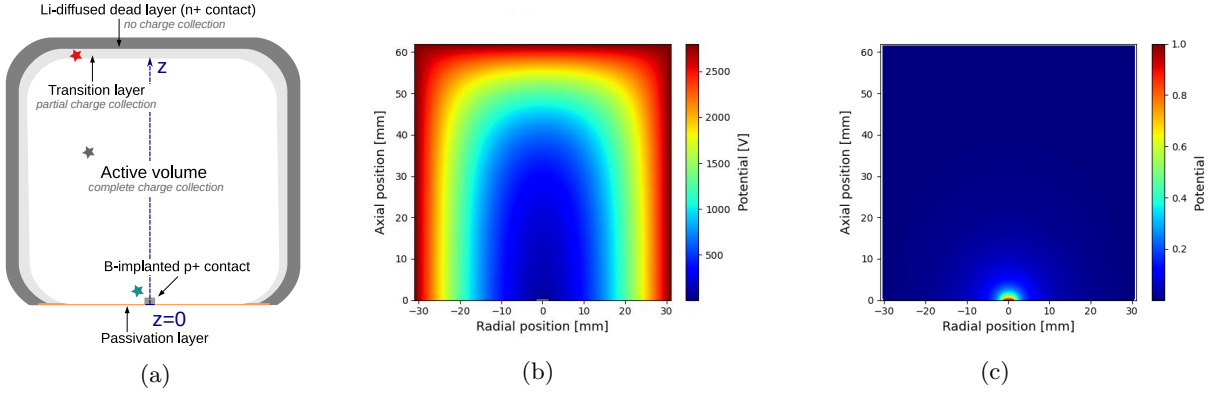 Li-diffused dead layer (n+ contact)
no charge collection
z
Transition layer
partial charge collection
Active volume
complete charge collection
B-implanted p+ contact
z=0
Passivation layer
(a)
60
50
40
30
20
10
0
Axial position [mm]
-30 -20 -10 0 10 20 30
Radial position [mm]
2500
2000
1500
1000
500
Potential [V]
(b)
60
50
40
30
20
10
0
Axial position [mm]
-30 -20 -10 0 10 20 30
Radial position [mm]
1.0
0.8
0.6
0.4
0.2
Potential
(c)